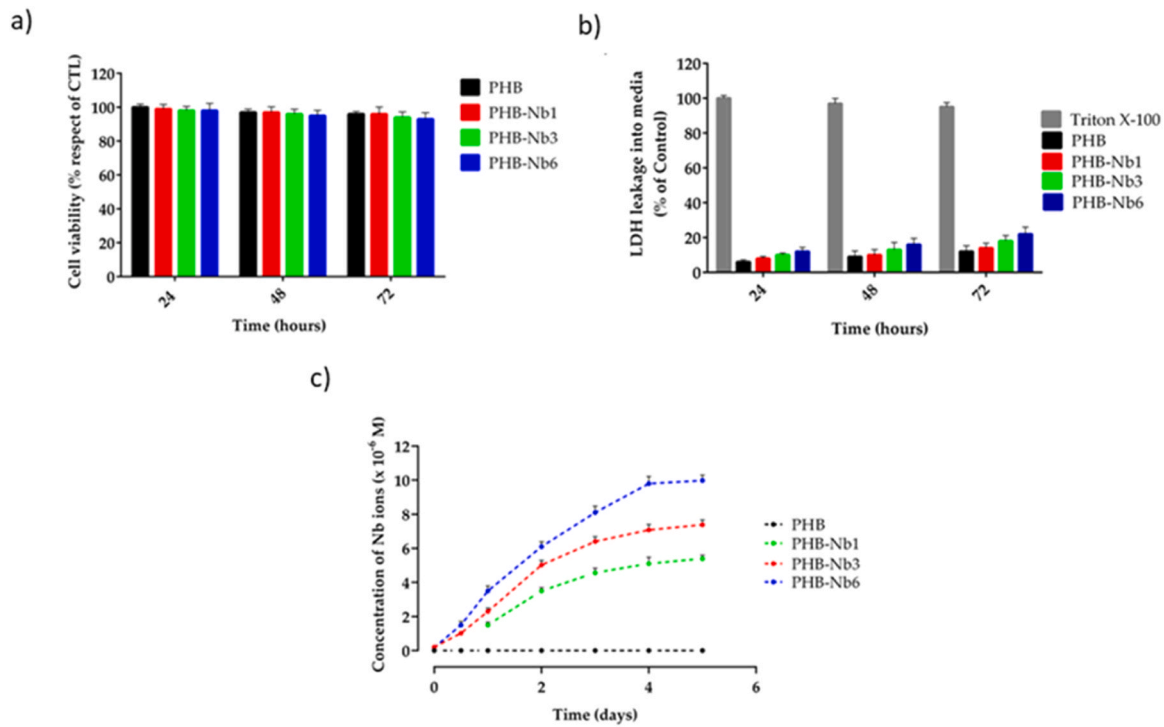 a)
Cell viability (% respect of CTL)
120
100
80
60
40
20
0
24
48
72
Time (hours)
PHB
PHB-Nb1
PHB-Nb3
PHB-Nb6
b)
LDH leakage into media
(% of Control)
120
100
80
60
40
20
0
24
48
72
Time (hours)
Triton X-100
PHB
PHB-Nb1
PHB-Nb3
PHB-Nb6
c)
Concentration of Nb ions (x 10⁻⁶ M)
12
10
8
6
4
2
0
0
2
4
6
Time (days)
PHB
PHB-Nb1
PHB-Nb3
PHB-Nb6